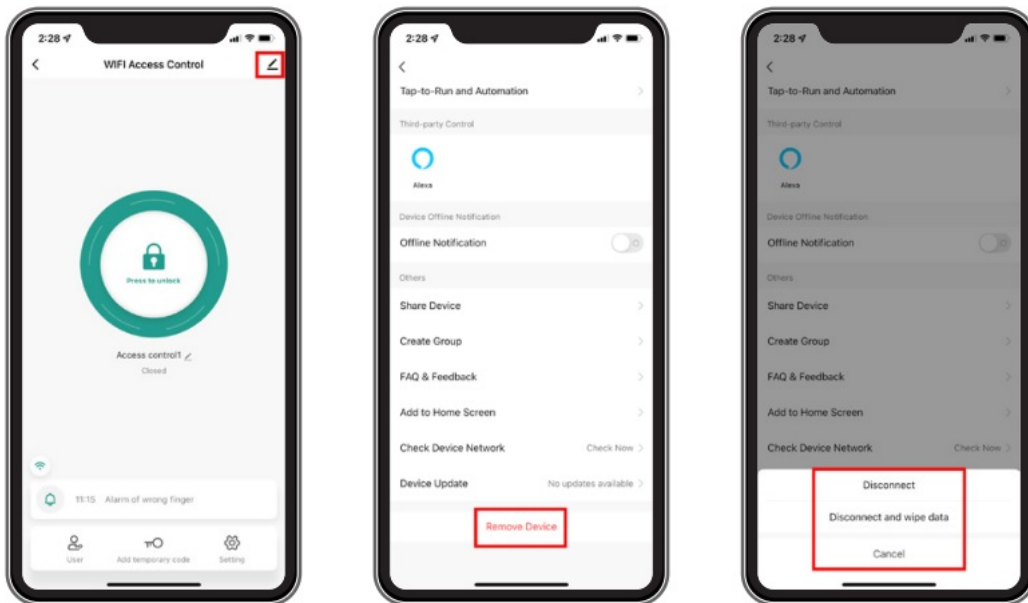 2:28
WIFI Access Control
Press to unlock
Access control1
Closed
11:15 Alarm of wrong finger
User Add temporary code Setting
2:28
Tap-to-Run and Automation
Third-party Control
Alexa
Device Offline Notification
Offline Notification
Others
Share Device
Create Group
FAQ & Feedback
Add to Home Screen
Check Device Network Check Now
Device Update No updates available
Remove Device
2:28
Tap-to-Run and Automation
Third-party Control
Alexa
Device Offline Notification
Offline Notification
Others
Share Device
Create Group
FAQ & Feedback
Add to Home Screen
Check Device Network Check Now
Disconnect
Disconnect and wipe data
Cancel